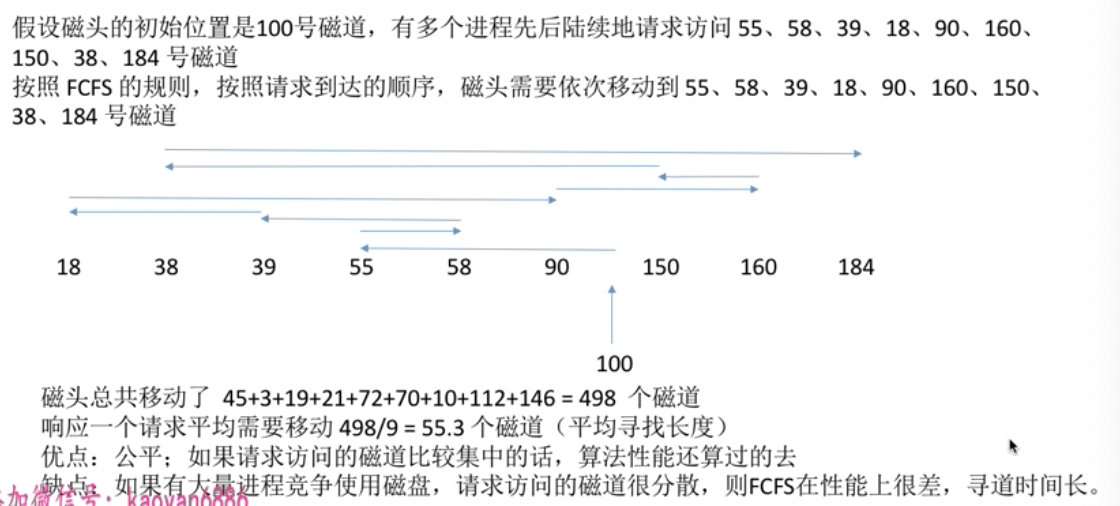 假设磁头的初始位置是100号磁道，有多个进程先后陆续地请求访问 55、58、39、18、90、160、
150、38、184 号磁道
按照 FCFS 的规则，按照请求到达的顺序，磁头需要依次移动到 55、58、39、18、90、160、150、
38、184 号磁道
18 38 39 55 58 90 150 160 184
100
磁头总共移动了 45+3+19+21+72+70+10+112+146 = 498 个磁道
响应一个请求平均需要移动 498/9 = 55.3 个磁道（平均寻找长度）
优点：公平；如果请求访问的磁道比较集中的话，算法性能还算过的去
缺点：如果有大量进程竞争使用磁盘，请求访问的磁道很分散，则FCFS在性能上很差，寻道时间长。
加微信号：